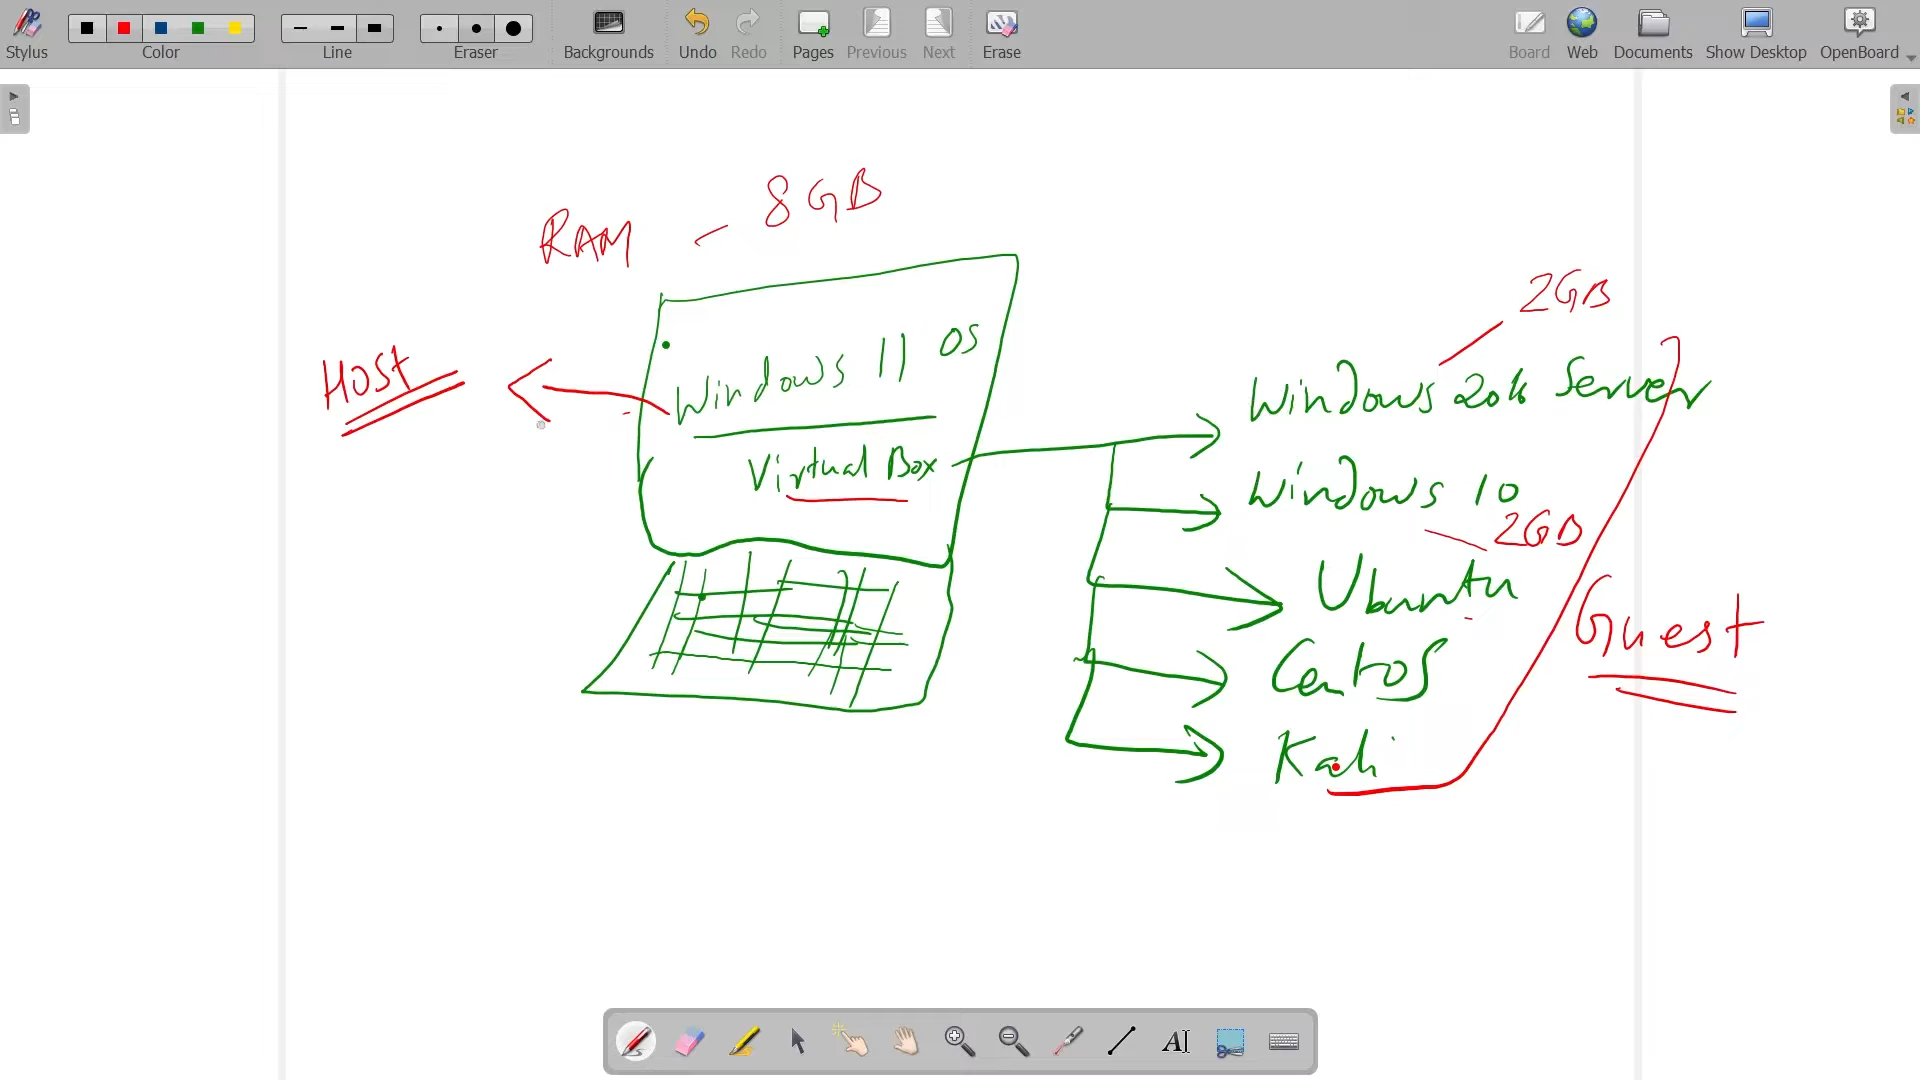 Stylus
Color
Line
Eraser
Backgrounds
Undo
Redo
Pages
Previous
Next
Erase
Board
Web
Documents
Show Desktop
OpenBoard
RAM - 8GB
HOST
Windows 11 OS
Virtual Box
2GB
Windows 2016 Server
Windows 10
2GB
Ubuntu
CentOS
Kali
Guest